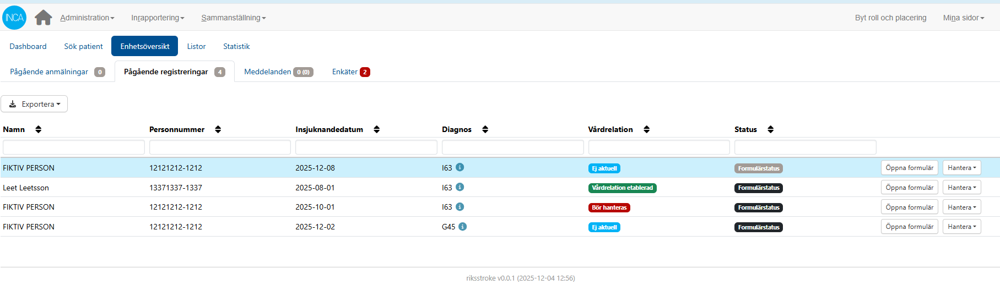 INCA Administration Inrapportering Sammanställning Byt roll och placering Mina sidor
Dashboard Sök patient Enhetsöversikt Listor Statistik
Pågående anmälningar 0 Pågående registreringar 4 Meddelanden 0 (0) Enkäter 2
Exportera
Namn Personnummer Insjuknandedatum Diagnos Vårdrelation Status
FIKTIV PERSON 12121212-1212 2025-12-08 I63 Ej aktuell Formulärstatus Öppna formulär Hantera
Leet Leetsson 13371337-1337 2025-08-01 I63 Vårdrelation etablerad Formulärstatus Öppna formulär Hantera
FIKTIV PERSON 12121212-1212 2025-10-01 I63 Bör hanteras Formulärstatus Öppna formulär Hantera
FIKTIV PERSON 12121212-1212 2025-12-02 G45 Ej aktuell Formulärstatus Öppna formulär Hantera
riksstroke v0.0.1 (2025-12-04 12:56)